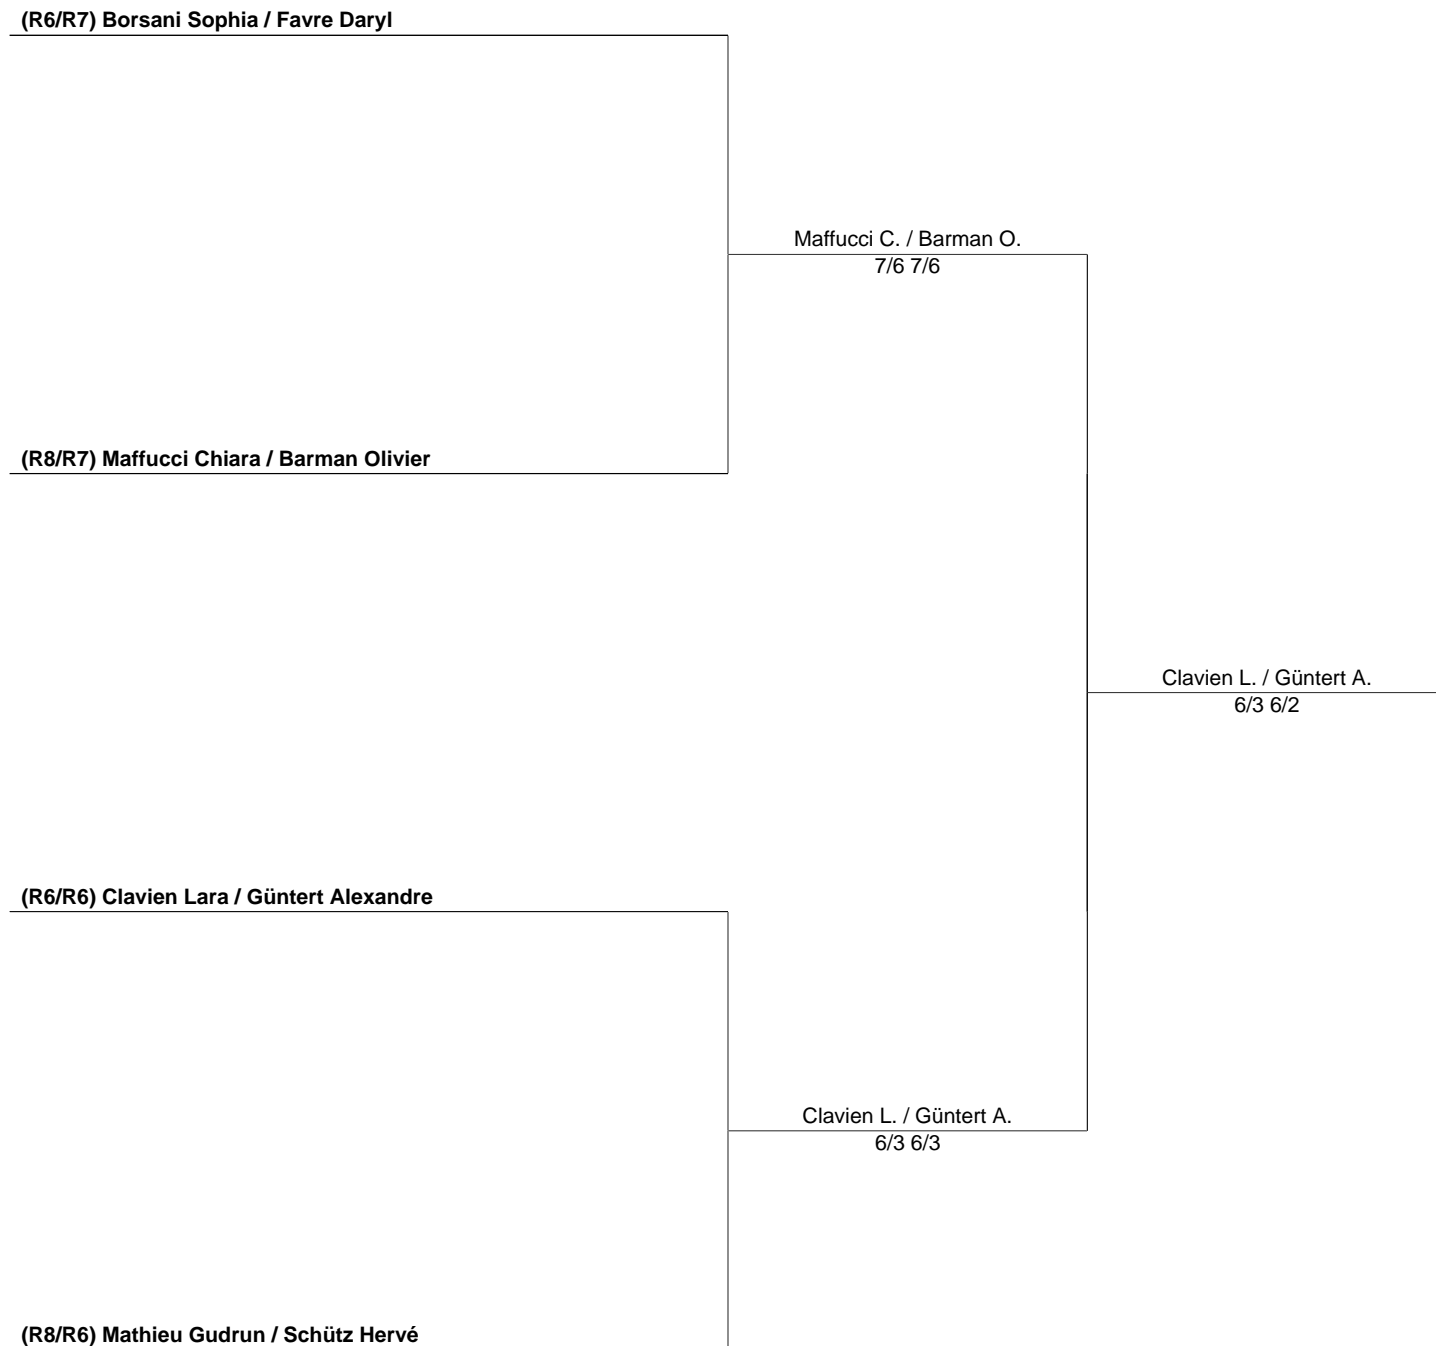 (R6/R7) Borsani Sophia / Favre Daryl
Maffucci C. / Barman O.
7/6 7/6
(R8/R7) Maffucci Chiara / Barman Olivier
Clavien L. / Güntert A.
6/3 6/2
(R6/R6) Clavien Lara / Güntert Alexandre
Clavien L. / Güntert A.
6/3 6/3
(R8/R6) Mathieu Gudrun / Schütz Hervé